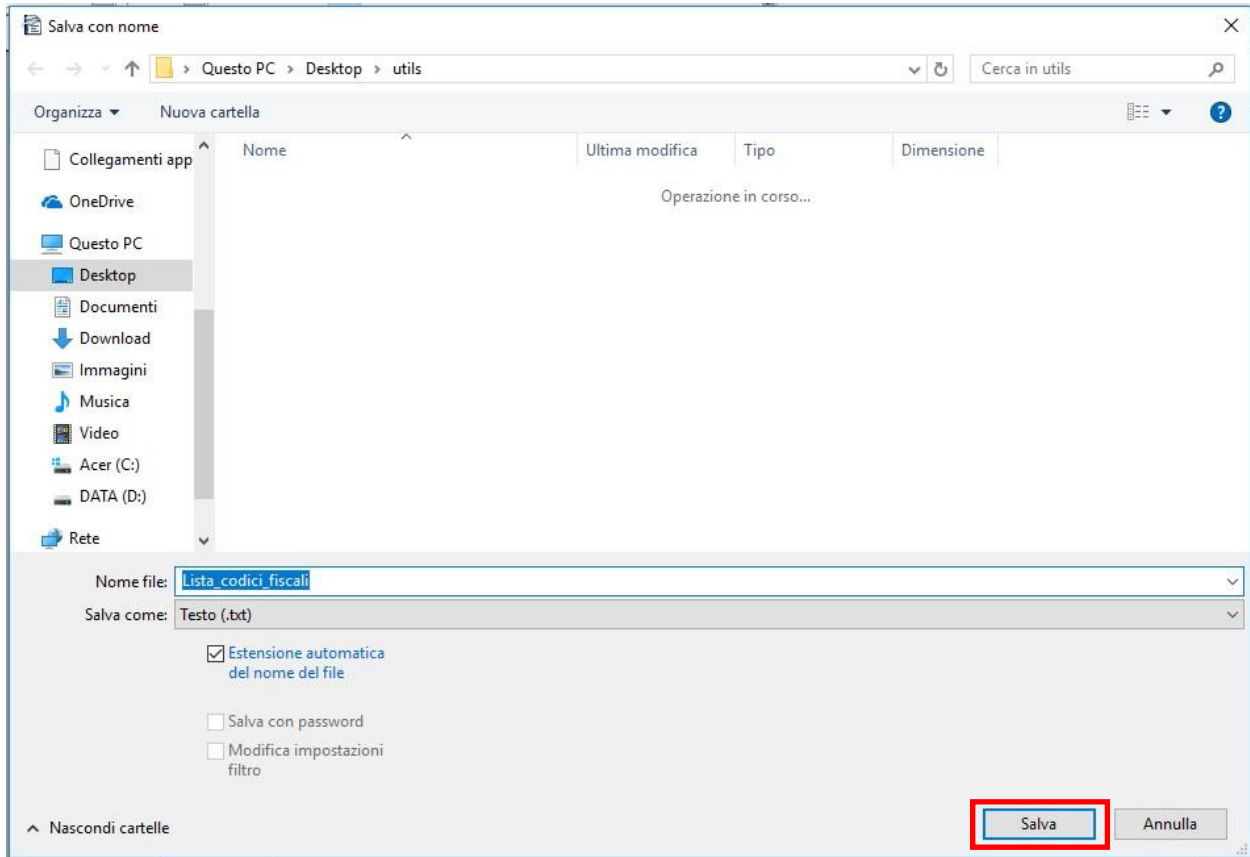 Salva con nome
Questo PC > Desktop > utils
Cerca in utils
Organizza
Nuova cartella
Nome
Ultima modifica
Tipo
Dimensione
Operazione in corso...
Collegamenti app
OneDrive
Questo PC
Desktop
Documenti
Download
Immagini
Musica
Video
Acer (C:)
DATA (D:)
Rete
Nome file: Lista_codici_fiscali
Salva come: Testo (.txt)
Estensione automatica
del nome del file
Salva con password
Modifica impostazioni
filtro
Nascondi cartelle
Salva
Annulla